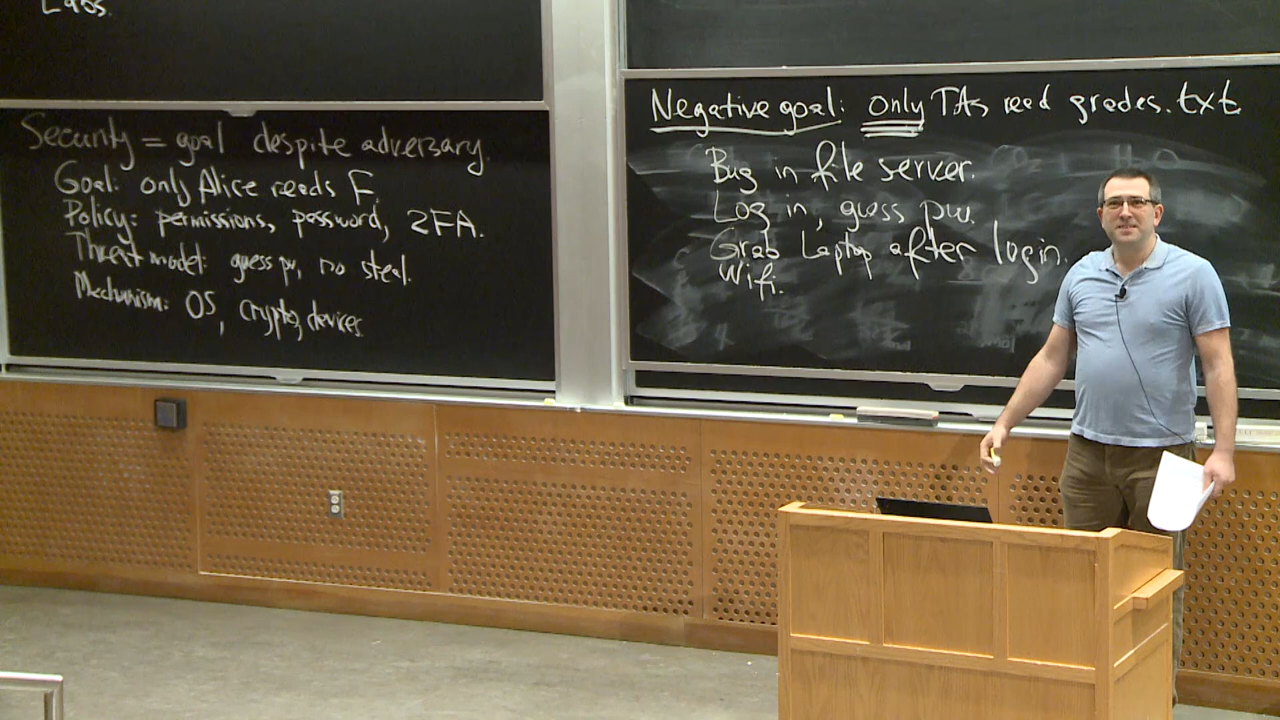 Labs.
Security = goal despite adversary.
Goal: only Alice reads F.
Policy: permissions, password, 2FA.
Threat model: guess pw, no steal.
Mechanism: OS, crypto, devices
Negative goal: only TAs read grades.txt
Bug in file server.
Log in, guess pw.
Grab Laptop after login.
Wifi.